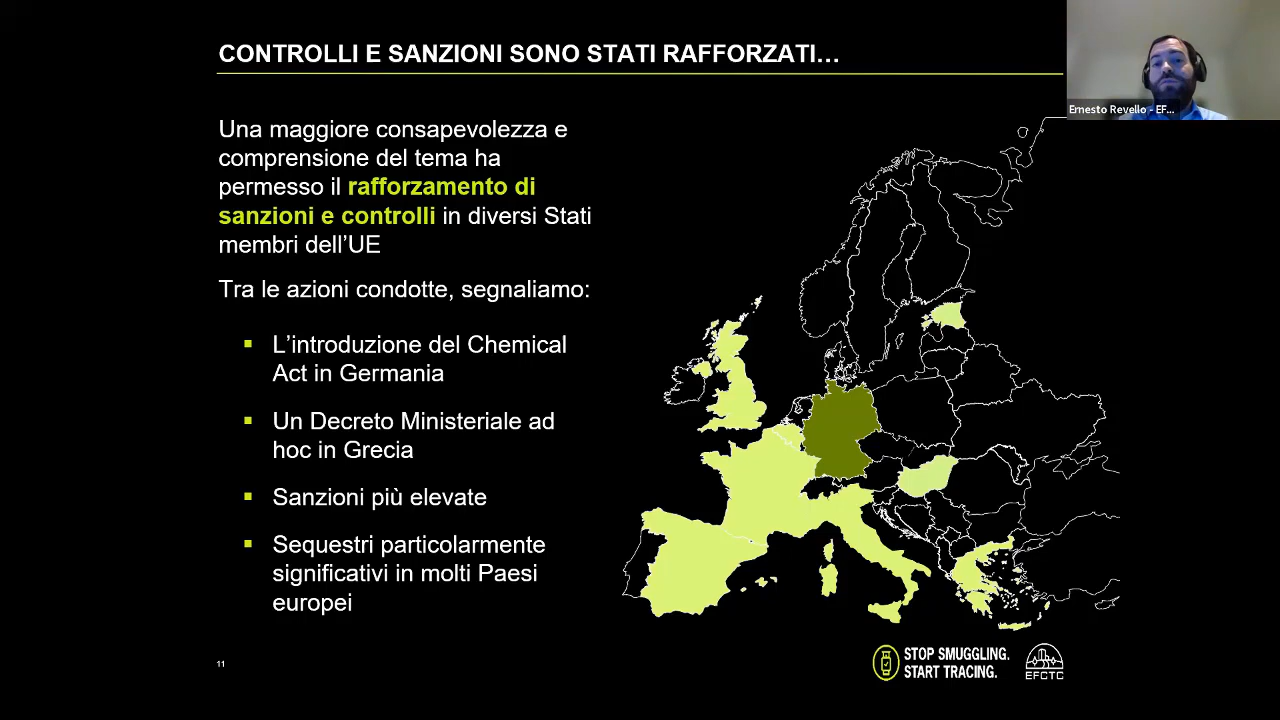 CONTROLLI E SANZIONI SONO STATI RAFFORZATI…
Ernesto Revello - EF...
Una maggiore consapevolezza e
comprensione del tema ha
permesso il rafforzamento di
sanzioni e controlli in diversi Stati
membri dell’UE
Tra le azioni condotte, segnaliamo:
▪ L’introduzione del Chemical
Act in Germania
▪ Un Decreto Ministeriale ad
hoc in Grecia
▪ Sanzioni più elevate
▪ Sequestri particolarmente
significativi in molti Paesi
europei
11
STOP SMUGGLING.
START TRACING.
EFCTC